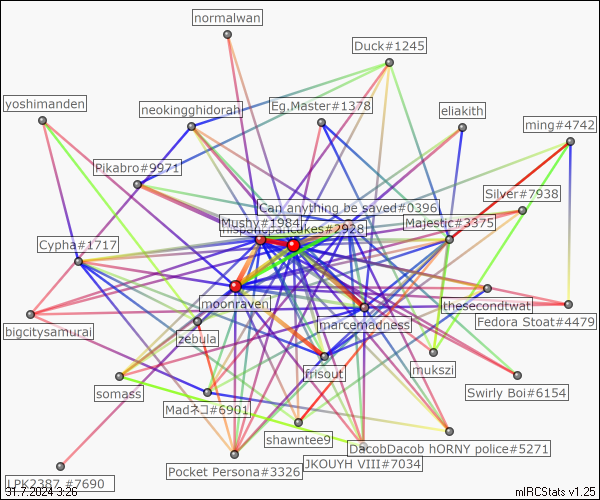 normalwan
Duck#1245
yoshimanden
neokingghidorah
Eg.Master#1378
eliakith
ming#4742
Pikabro#9971
Silver#7938
Can anything be saved#0396
Mushy#1984
Majestic#3375
hispanicpancakes#2928
Cypha#1717
moonraven
thesecondtwat
Fedora Stoat#4479
bigcitysamurai
zebula
marcemadness
frisout
mukszi
somass
Swirly Boi#6154
Madネコ#6901
shawntee9
DacobDacob hORNY police#5271
JKOUYH VIII#7034
Pocket Persona#3326
LPK2387 #7690
31.7.2024 3:26
mIRCStats v1.25